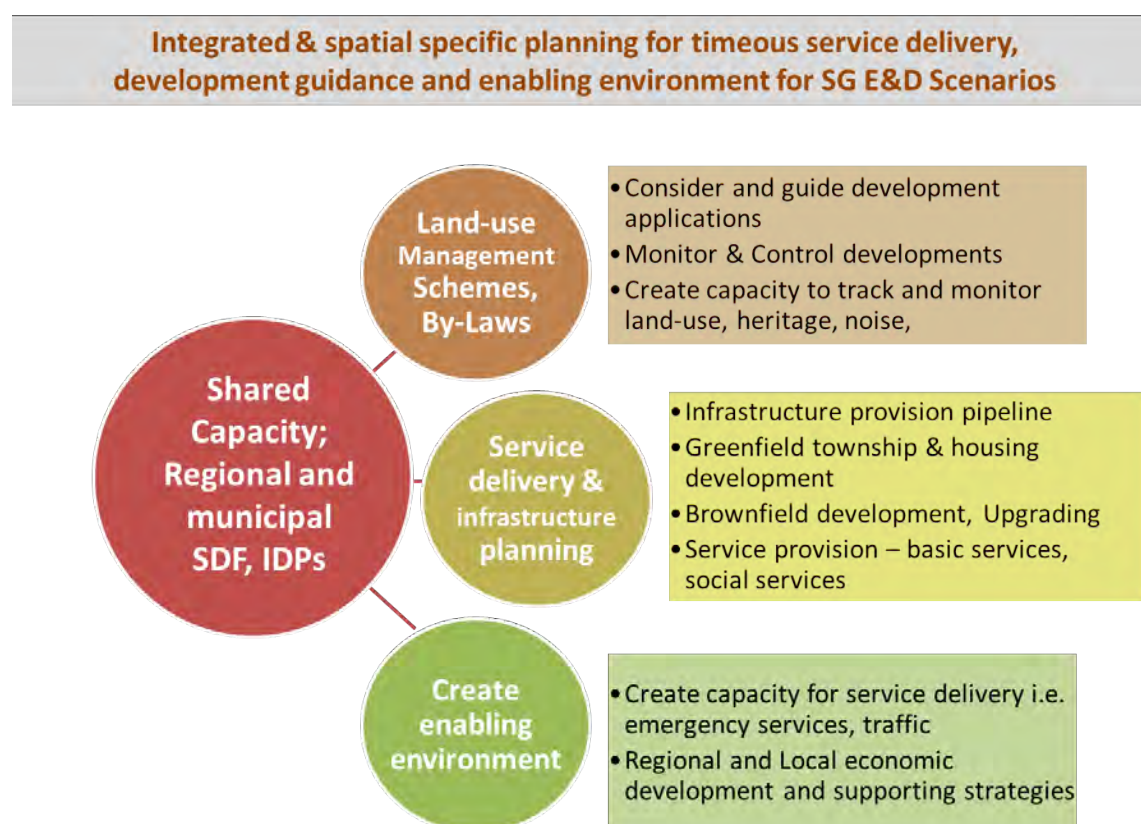 Integrated & spatial specific planning for timeous service delivery,
development guidance and enabling environment for SG E&D Scenarios
Shared
Capacity;
Regional and
municipal
SDF, IDPs
Land-use
Management
Schemes,
By-Laws
•Consider and guide development
applications
•Monitor & Control developments
•Create capacity to track and monitor
land-use, heritage, noise,
Service
delivery &
infrastructure
planning
•Infrastructure provision pipeline
•Greenfield township & housing
development
•Brownfield development, Upgrading
•Service provision – basic services,
social services
Create
enabling
environment
•Create capacity for service delivery i.e.
emergency services, traffic
•Regional and Local economic
development and supporting strategies